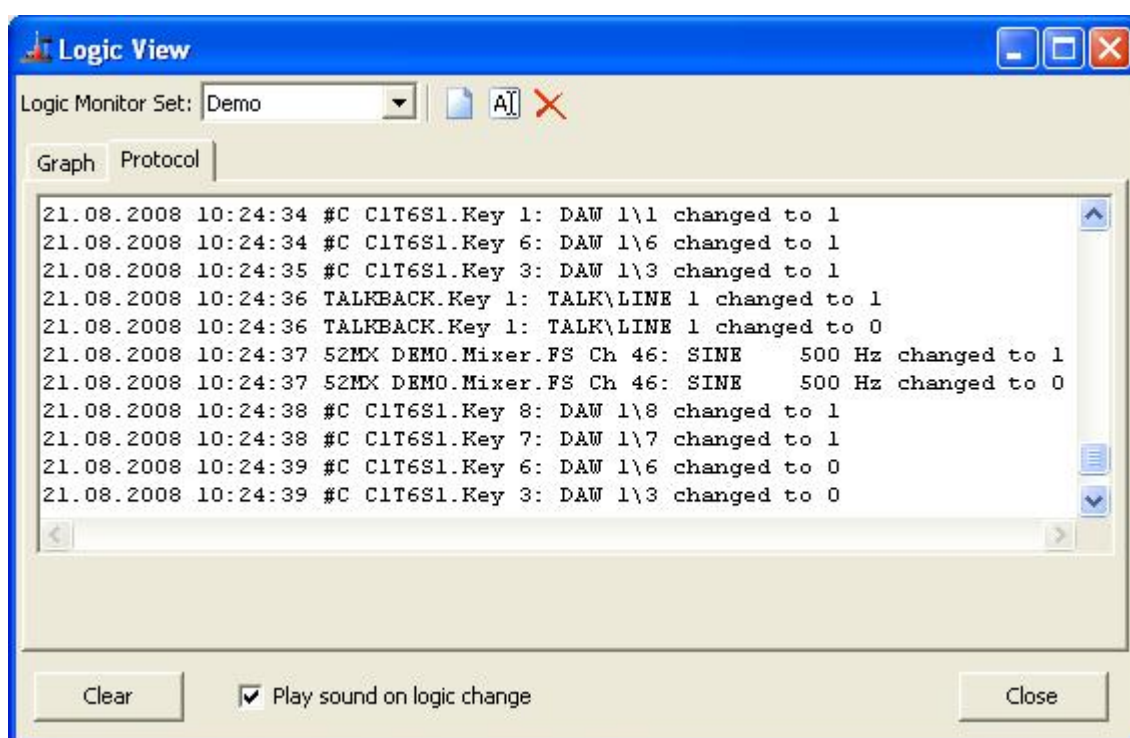 Logic View
Logic Monitor Set: Demo
Graph Protocol
21.08.2008 10:24:34 #C C1T6S1.Key 1: DAW 1\1 changed to 1
21.08.2008 10:24:34 #C C1T6S1.Key 6: DAW 1\6 changed to 1
21.08.2008 10:24:35 #C C1T6S1.Key 3: DAW 1\3 changed to 1
21.08.2008 10:24:36 TALKBACK.Key 1: TALK\LINE 1 changed to 1
21.08.2008 10:24:36 TALKBACK.Key 1: TALK\LINE 1 changed to 0
21.08.2008 10:24:37 52MX DEMO.Mixer.FS Ch 46: SINE    500 Hz changed to 1
21.08.2008 10:24:37 52MX DEMO.Mixer.FS Ch 46: SINE    500 Hz changed to 0
21.08.2008 10:24:38 #C C1T6S1.Key 8: DAW 1\8 changed to 1
21.08.2008 10:24:38 #C C1T6S1.Key 7: DAW 1\7 changed to 1
21.08.2008 10:24:39 #C C1T6S1.Key 6: DAW 1\6 changed to 0
21.08.2008 10:24:39 #C C1T6S1.Key 3: DAW 1\3 changed to 0
Clear Play sound on logic change Close